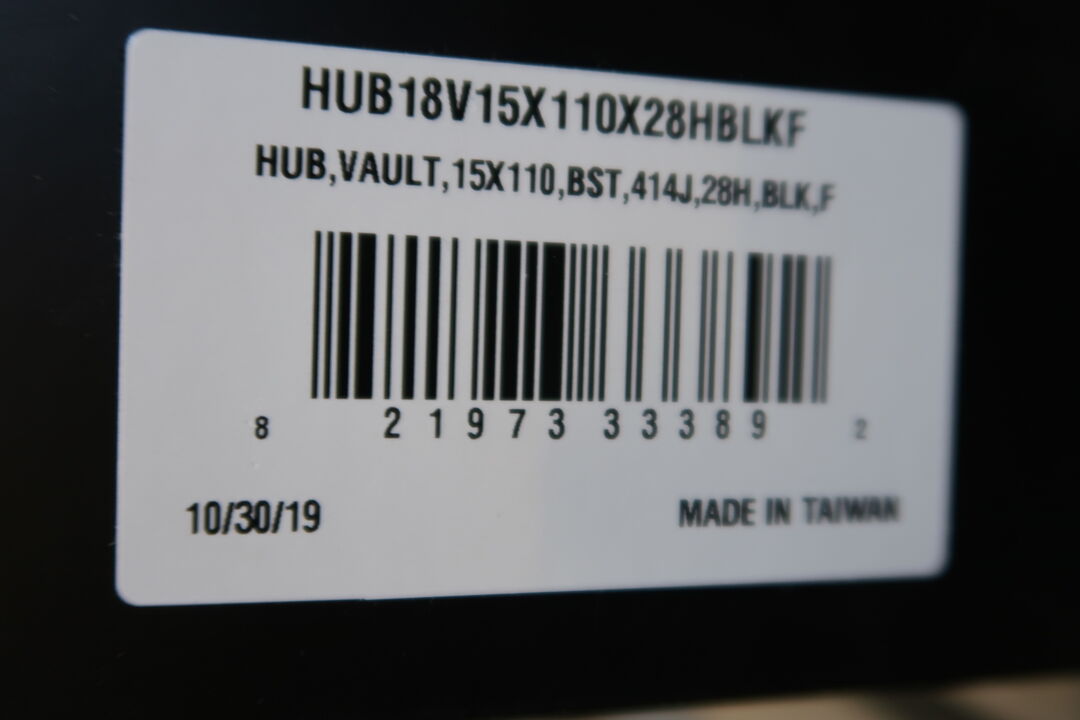 HUB18V15X110X28HBLKF
HUB,VAULT,15X110,BST,414J,28H,BLK,F
8 21973 33389 2
10/30/19
MADE IN TAIWAN